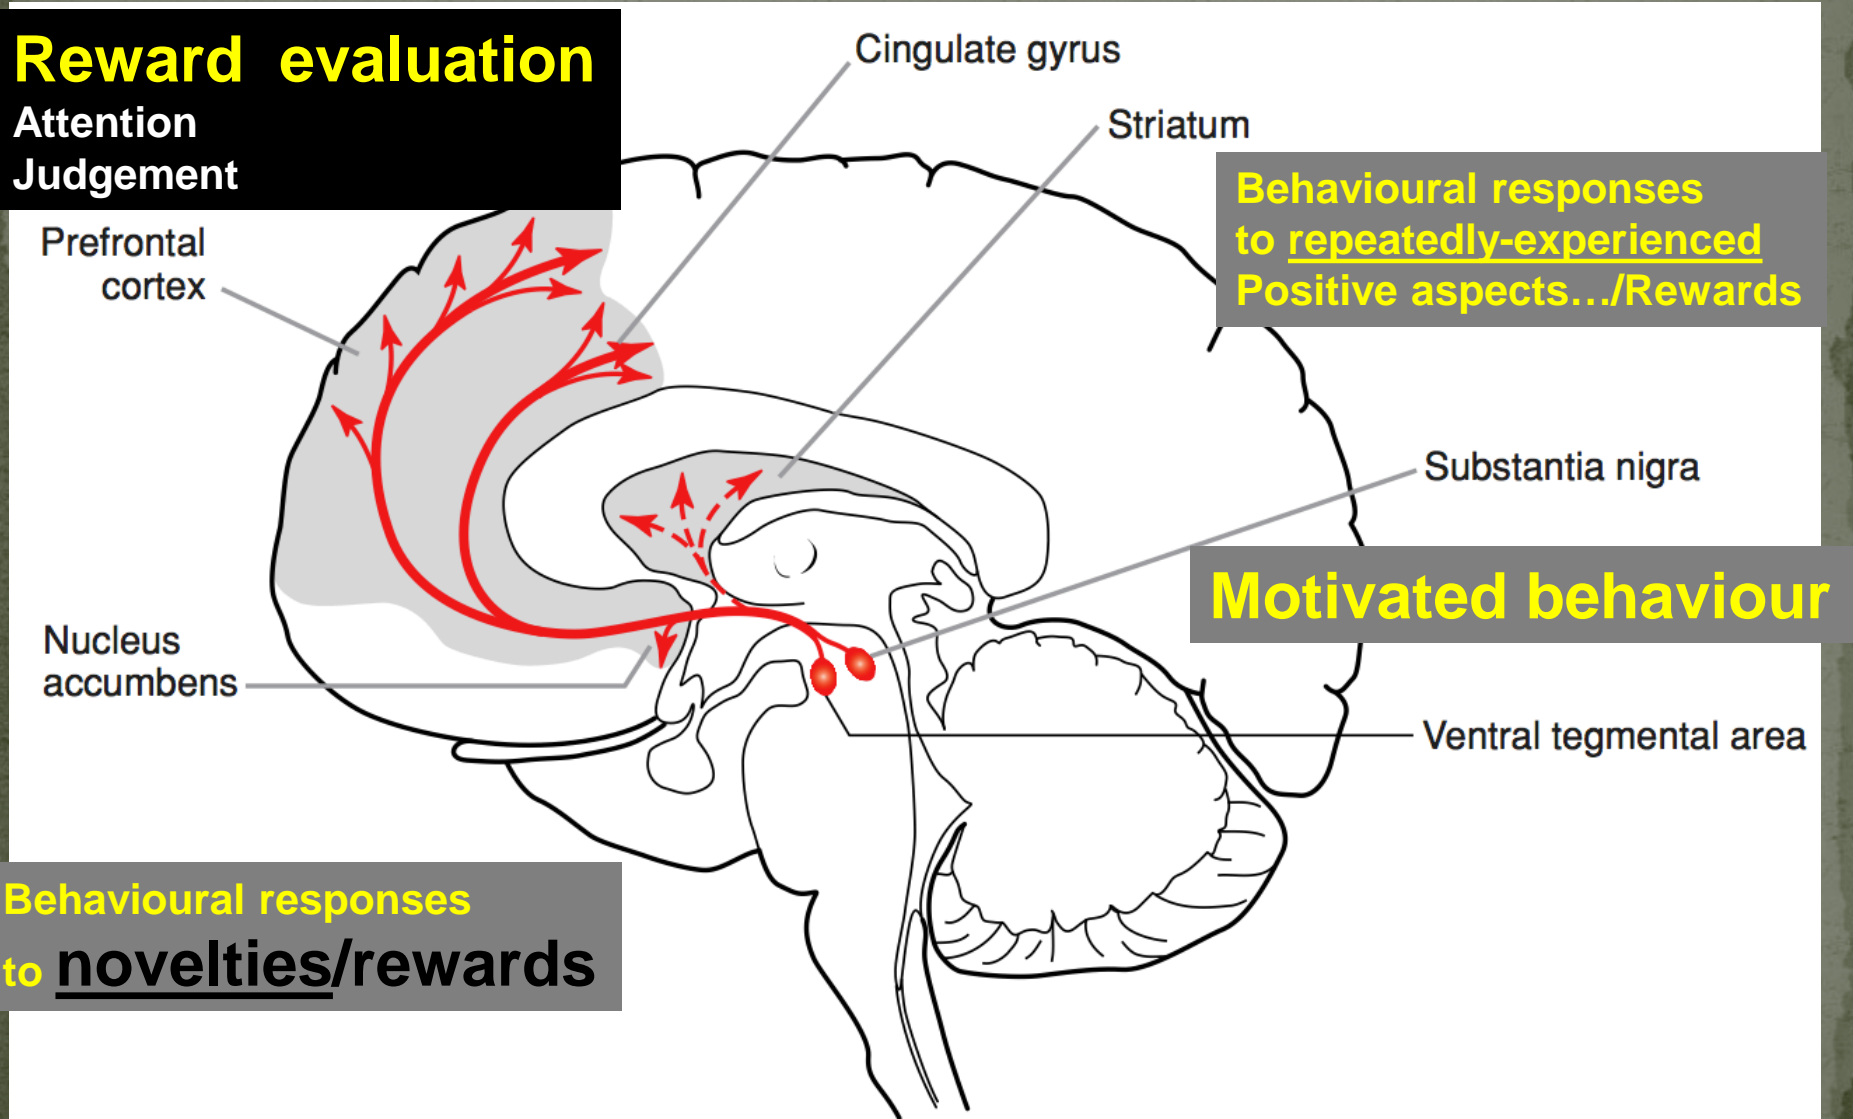 Reward evaluation
Attention
Judgement
Cingulate gyrus
Striatum
Behavioural responses
to repeatedly-experienced
Positive aspects…/Rewards
Prefrontal
cortex
Substantia nigra
Motivated behaviour
Nucleus
accumbens
Ventral tegmental area
Behavioural responses
to novelties/rewards